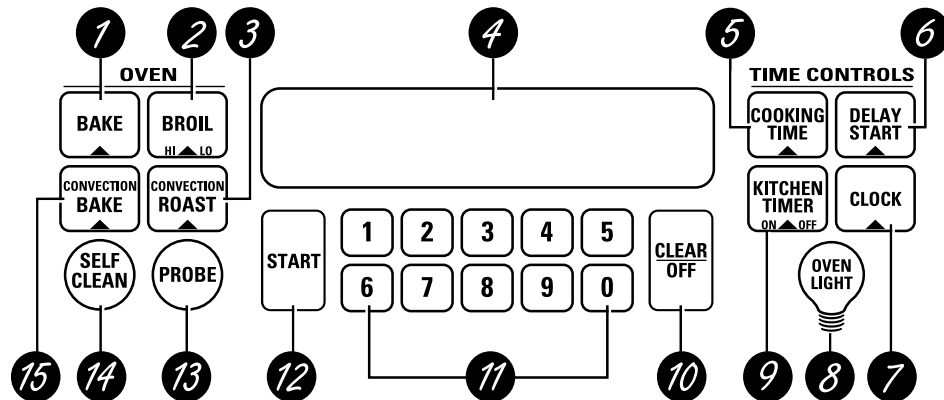 1
2
3
4
5
6
OVEN
TIME CONTROLS
BAKE
BROIL
HI LO
COOKING
TIME
DELAY
START
CONVECTION
BAKE
CONVECTION
ROAST
KITCHEN
TIMER
ON OFF
CLOCK
START
1 2 3 4 5
6 7 8 9 0
CLEAR
OFF
SELF
CLEAN
PROBE
OVEN
LIGHT
15
14
13
12
11
10
9
8
7